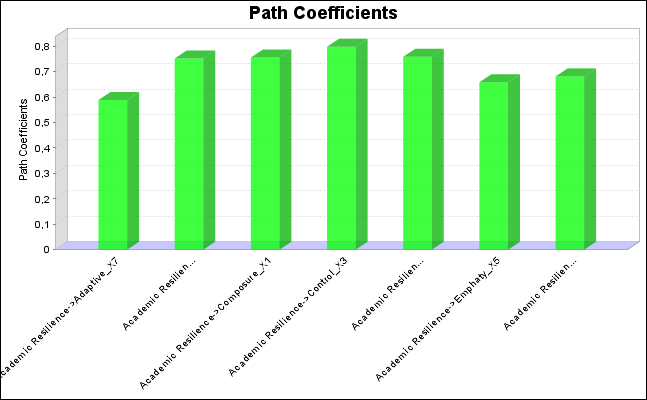 Path Coefficients
0,8
0,7
0,6
0,5
0,4
0,3
0,2
0,1
0
Path Coefficients
Academic Resilience->Adaptive_X7
Academic Resilien...
Academic Resilience->Composure_X1
Academic Resilience->Control_X3
Academic Resilien...
Academic Resilience->Emphaty_X5
Academic Resilien...